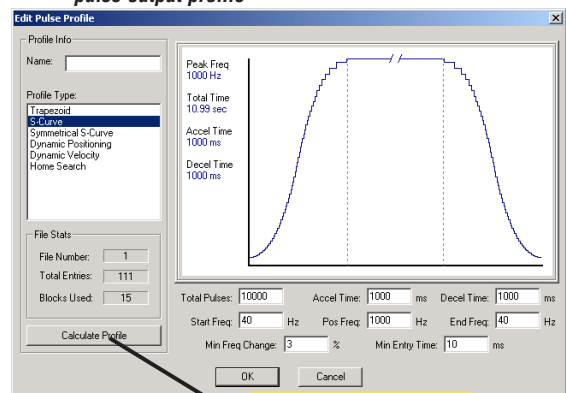 pulse output profile
Edit Pulse Profile
Profile Info
Name:
Profile Type:
Trapezoid
S-Curve
Symmetrical S-Curve
Dynamic Positioning
Dynamic Velocity
Home Search
File Stats
File Number: 1
Total Entries: 111
Blocks Used: 15
Calculate Profile
Peak Freq
1000 Hz
Total Time
10.99 sec
Accel Time
1000 ms
Decel Time
1000 ms
Total Pulses: 10000 Accel Time: 1000 ms Decel Time: 1000 ms
Start Freq: 40 Hz Pos Freq: 1000 Hz End Freq: 40 Hz
Min Freq Change: 3 % Min Entry Time: 10 ms
OK Cancel